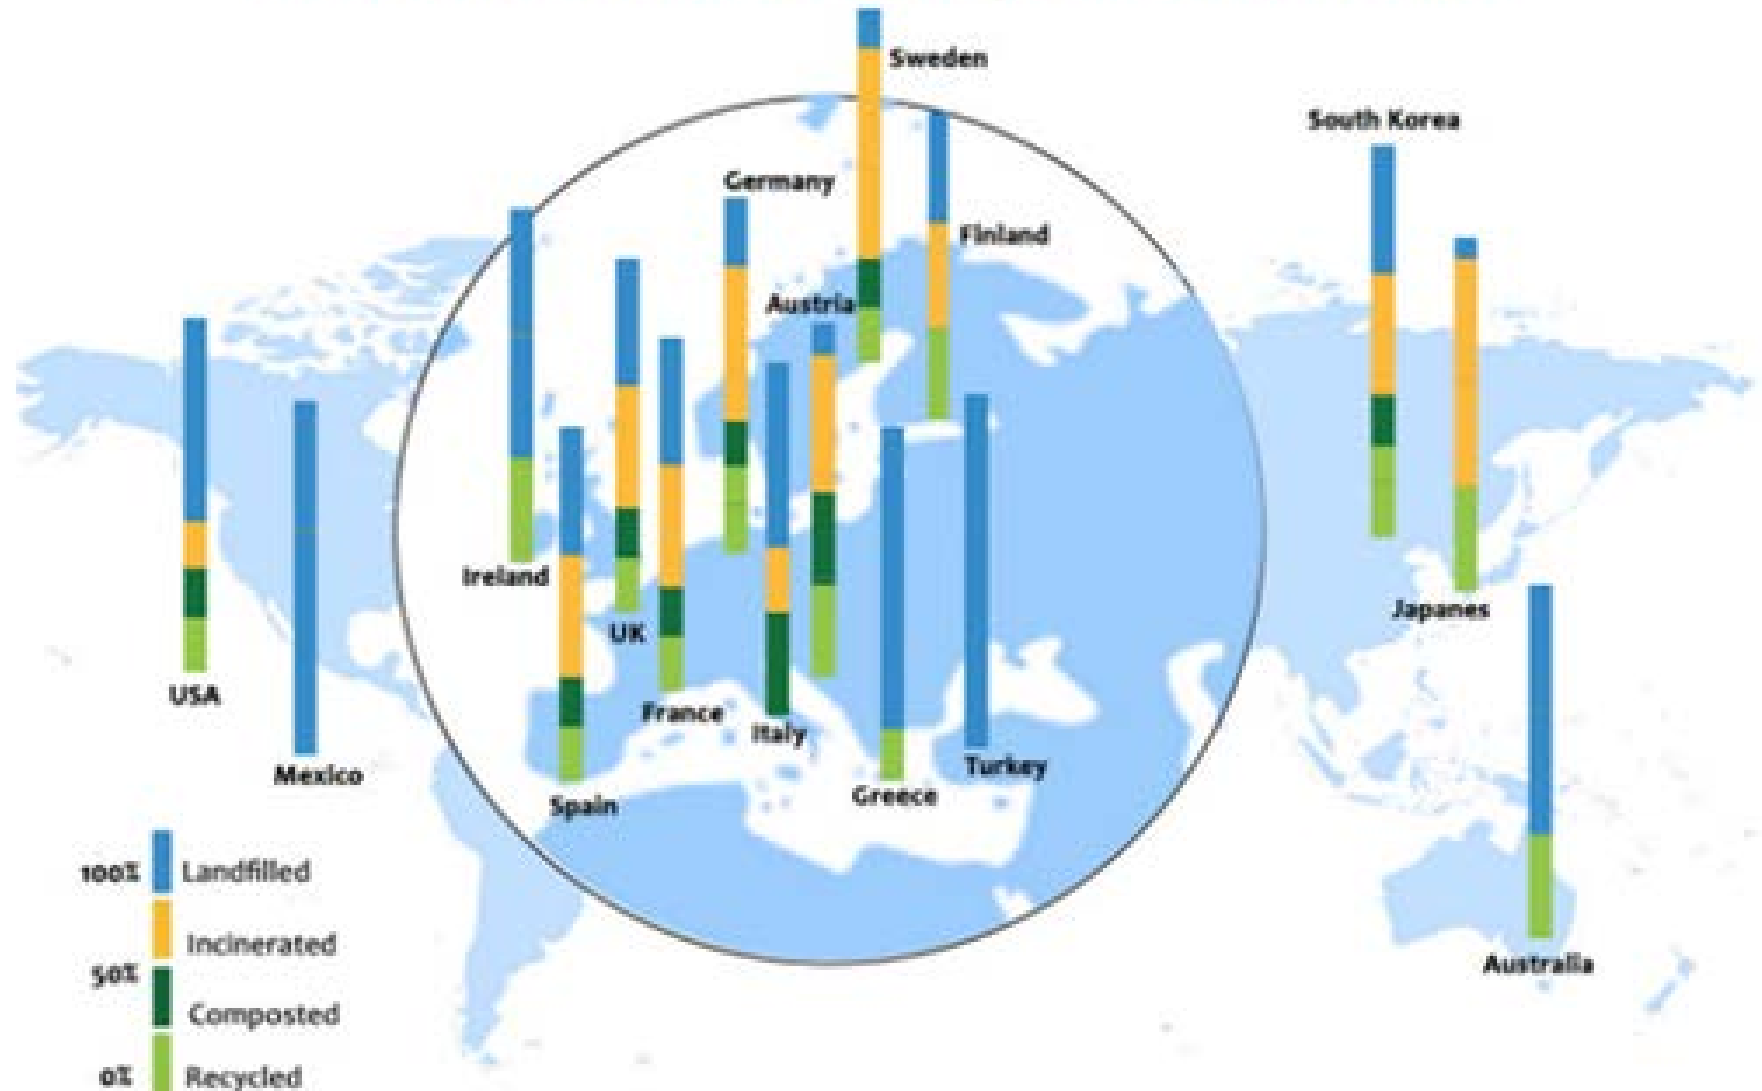 Sweden
South Korea
Germany
Finland
Austria
Ireland
Japanes
UK
USA
France
Italy
Turkey
Mexico
Greece
Spain
100% Landfilled
Incinerated
50%
Composted
0% Recycled
Australia